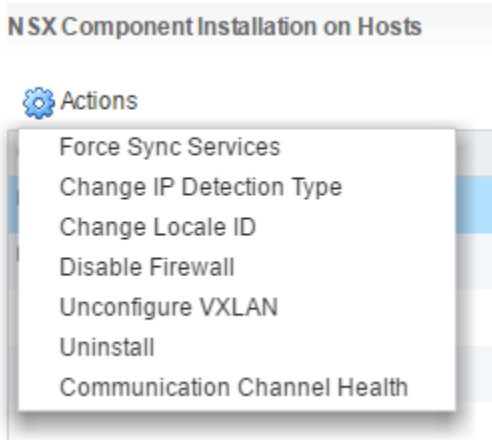 NSX Component Installation on Hosts
Actions
Force Sync Services
Change IP Detection Type
Change Locale ID
Disable Firewall
Unconfigure VXLAN
Uninstall
Communication Channel Health